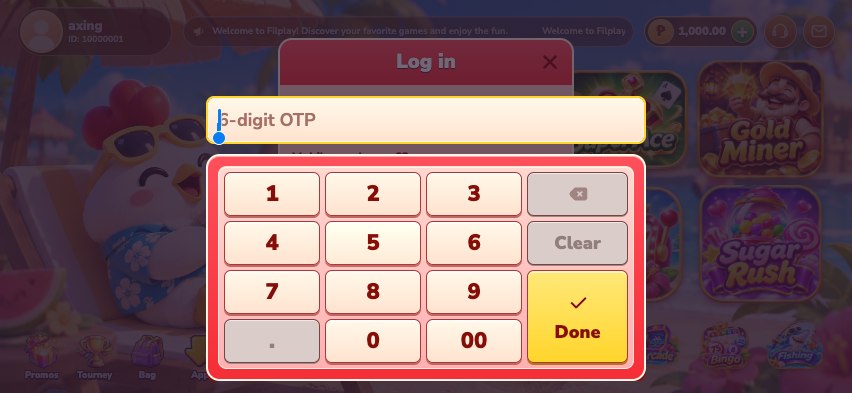 axing
ID: 10000001
Welcome to Filplay! Discover your favorite games and enjoy the fun.
Welcome to Filplay
1,000.00
Log in
6-digit OTP
Gold
Miner
1
2
3
4
5
6
Clear
7
8
9
Done
.
0
00
Sugar
Rush
Promos
Tourney
Bag
Bingo
Fishing